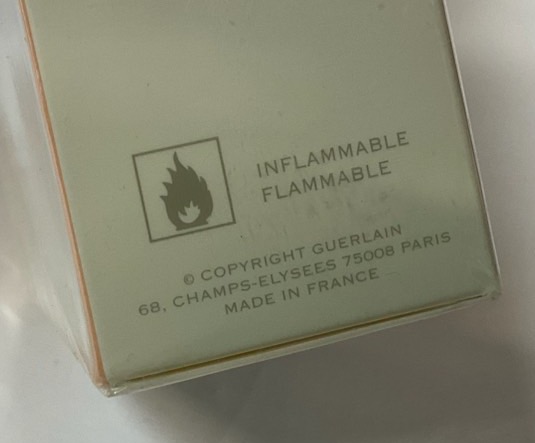 INFLAMMABLE
FLAMMABLE
© COPYRIGHT GUERLAIN
68, CHAMPS-ELYSEES 75008 PARIS
MADE IN FRANCE